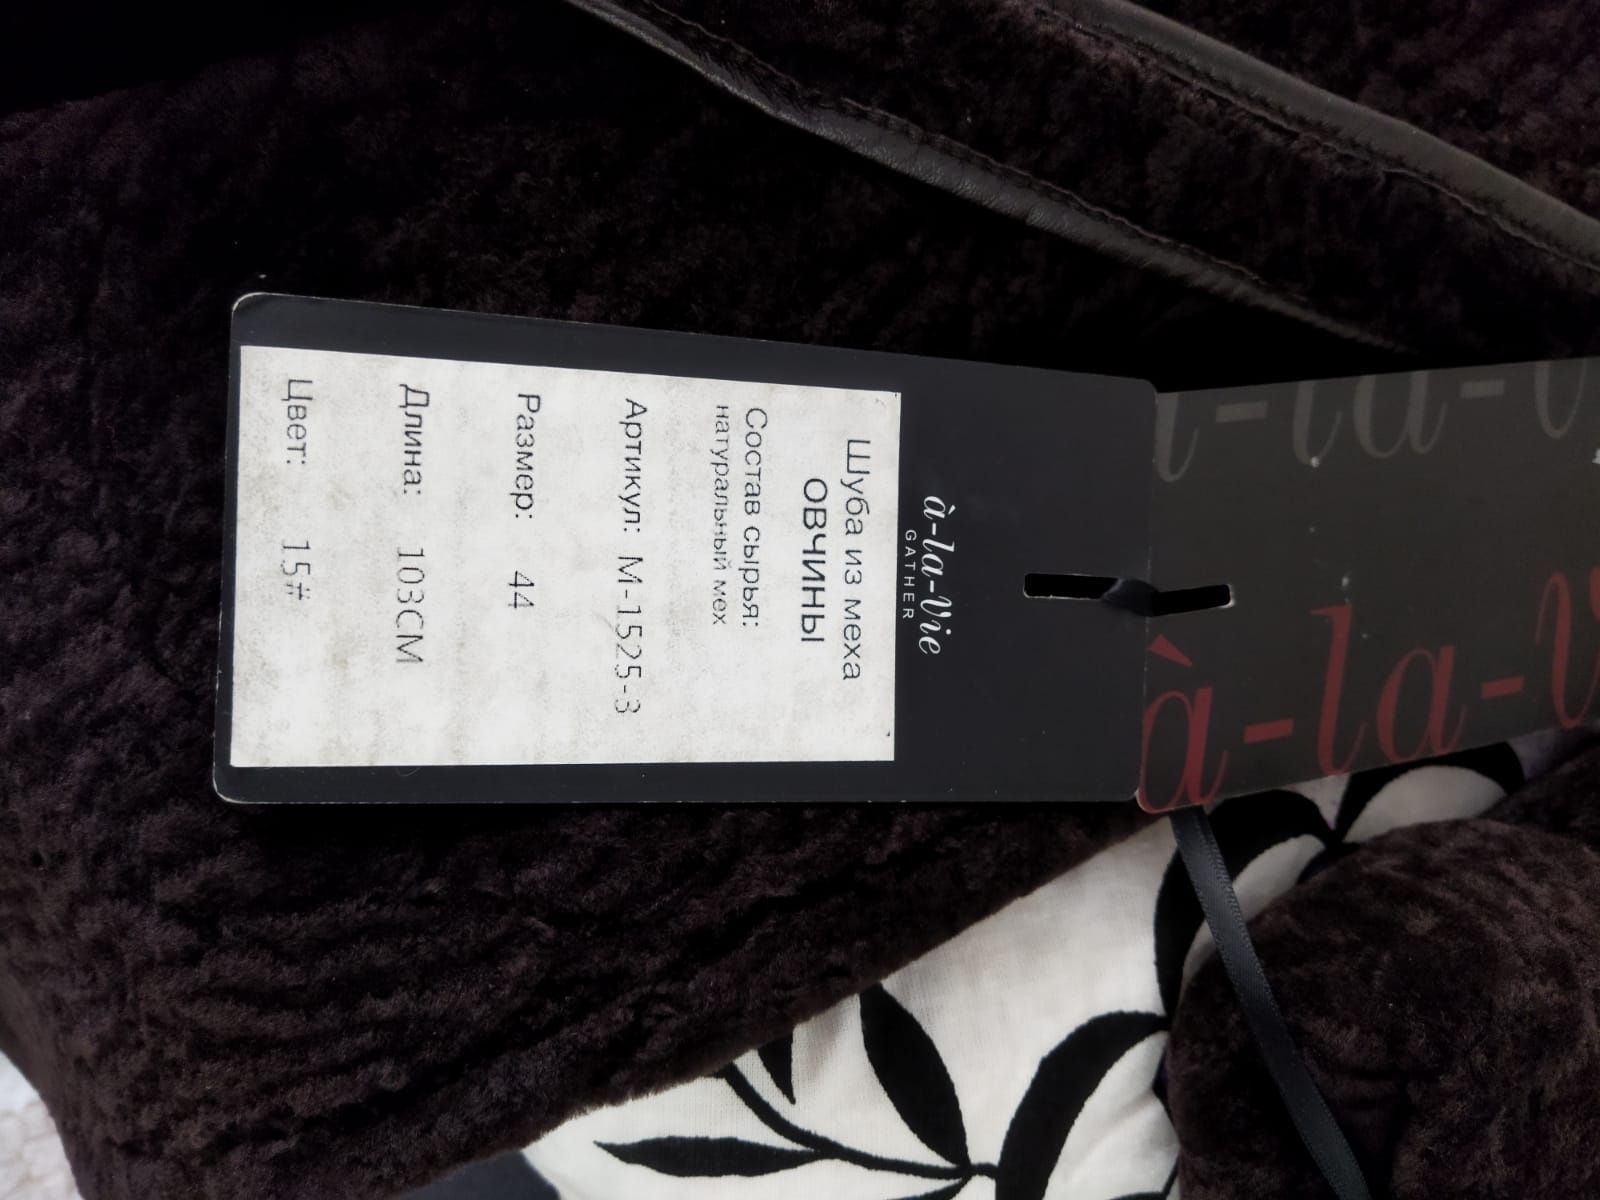 à-la-Vie
GATHER
Шуба из меха
ОВЧИНЫ
Состав сырья:
натуральный мех
Артикул: М-1525-3
Размер: 44
Длина: 103СМ
Цвет: 15#
à-la-V
à-la-V